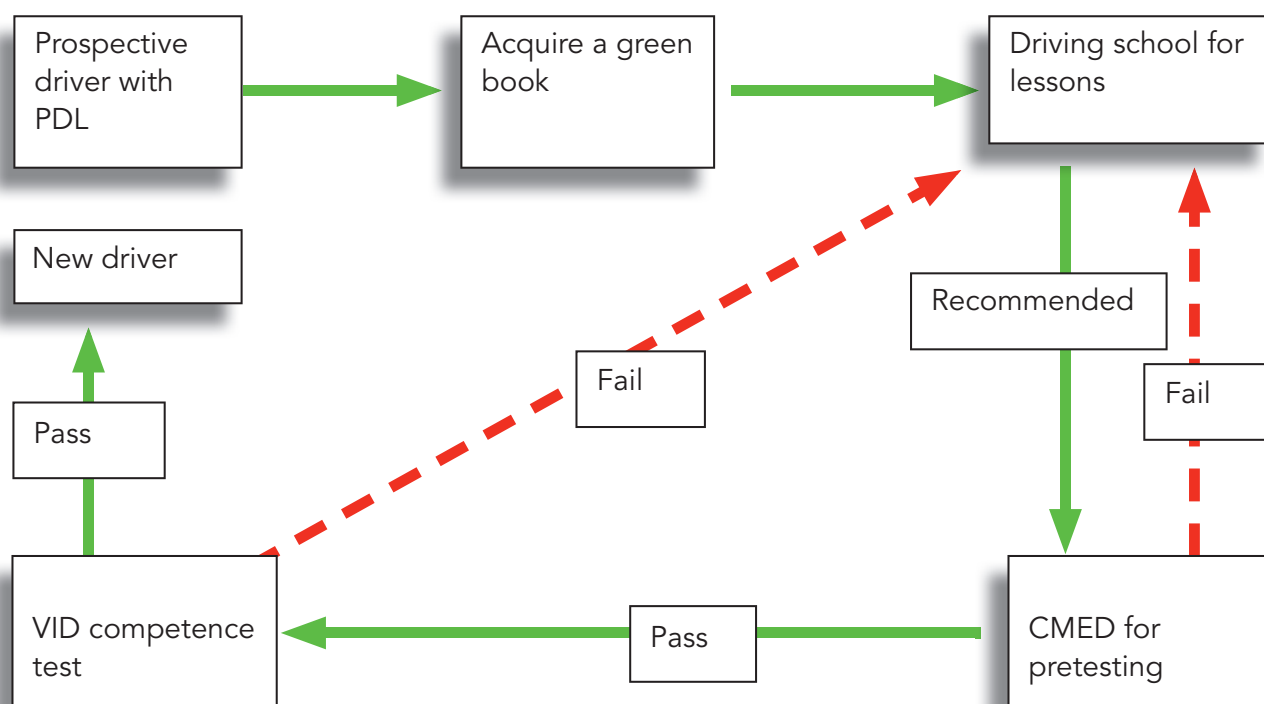 Prospective
driver with
PDL
Acquire a green
book
Driving school for
lessons
New driver
Recommended
Fail
Fail
Pass
Pass
VID competence
test
CMED for
pretesting